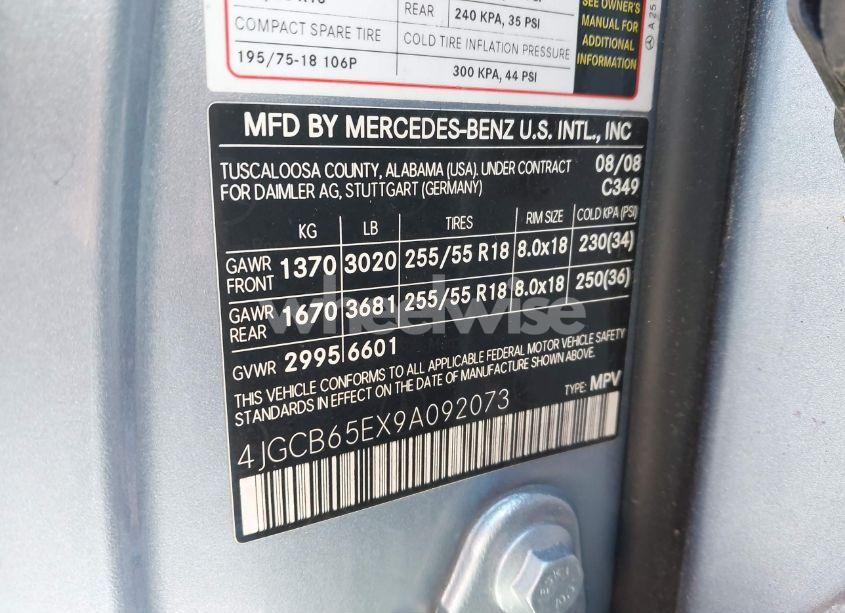 REAR
240 KPA, 35 PSI
COMPACT SPARE TIRE
COLD TIRE INFLATION PRESSURE
195/75-18 106P
300 KPA, 44 PSI
SEE OWNER'S
MANUAL FOR
ADDITIONAL
INFORMATION
A 25
MFD BY MERCEDES-BENZ U.S. INTL., INC
TUSCALOOSA COUNTY, ALABAMA (USA). UNDER CONTRACT 08/08
FOR DAIMLER AG, STUTTGART (GERMANY) C349
KG LB TIRES RIM SIZE COLD KPA (PSI)
GAWR FRONT 1370 3020 255/55 R18 8.0x18 230(34)
GAWR REAR 1670 3681 255/55 R18 8.0x18 250(36)
GVWR 2995 6601
THIS VEHICLE CONFORMS TO ALL APPLICABLE FEDERAL MOTOR VEHICLE SAFETY
STANDARDS IN EFFECT ON THE DATE OF MANUFACTURE SHOWN ABOVE.
TYPE: MPV
4JGCB65EX9A092073
wheelwise